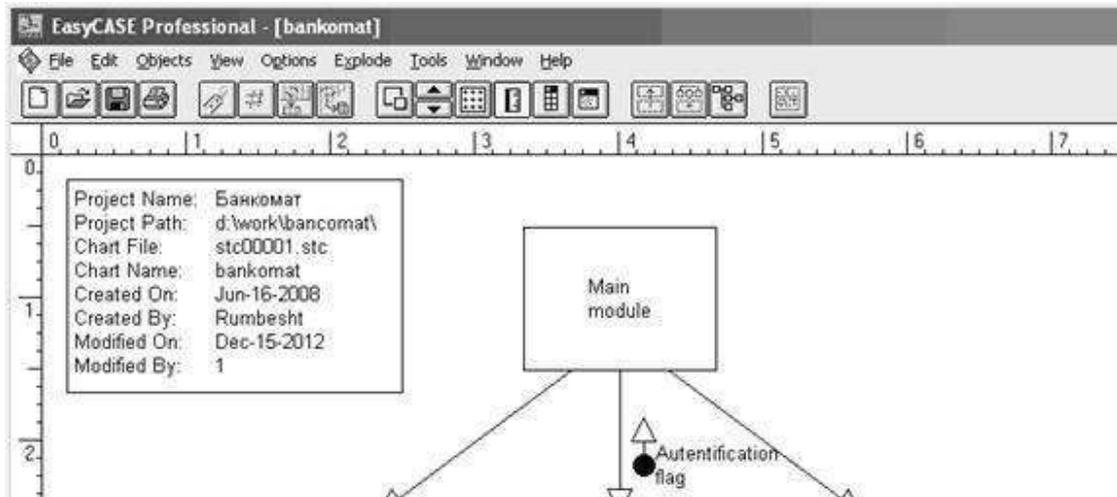 EasyCASE Professional - [bankomat]
File Edit Objects View Options Explode Tools Window Help
0 1 2 3 4 5 6 7
0
Project Name: Банкомат
Project Path: d:\work\bancomat\
Chart File: stc00001.stc
Chart Name: bankomat
Created On: Jun-16-2008
Created By: Rumbesht
Modified On: Dec-15-2012
Modified By: 1
Main
module
1
2
Autentification
flag